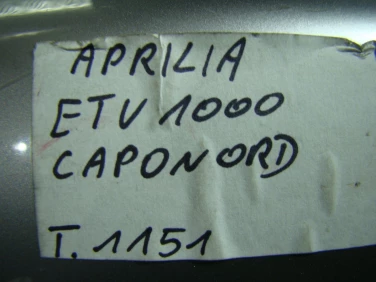 APRILIA
ETV 1000
CAPONORD
T. 1151